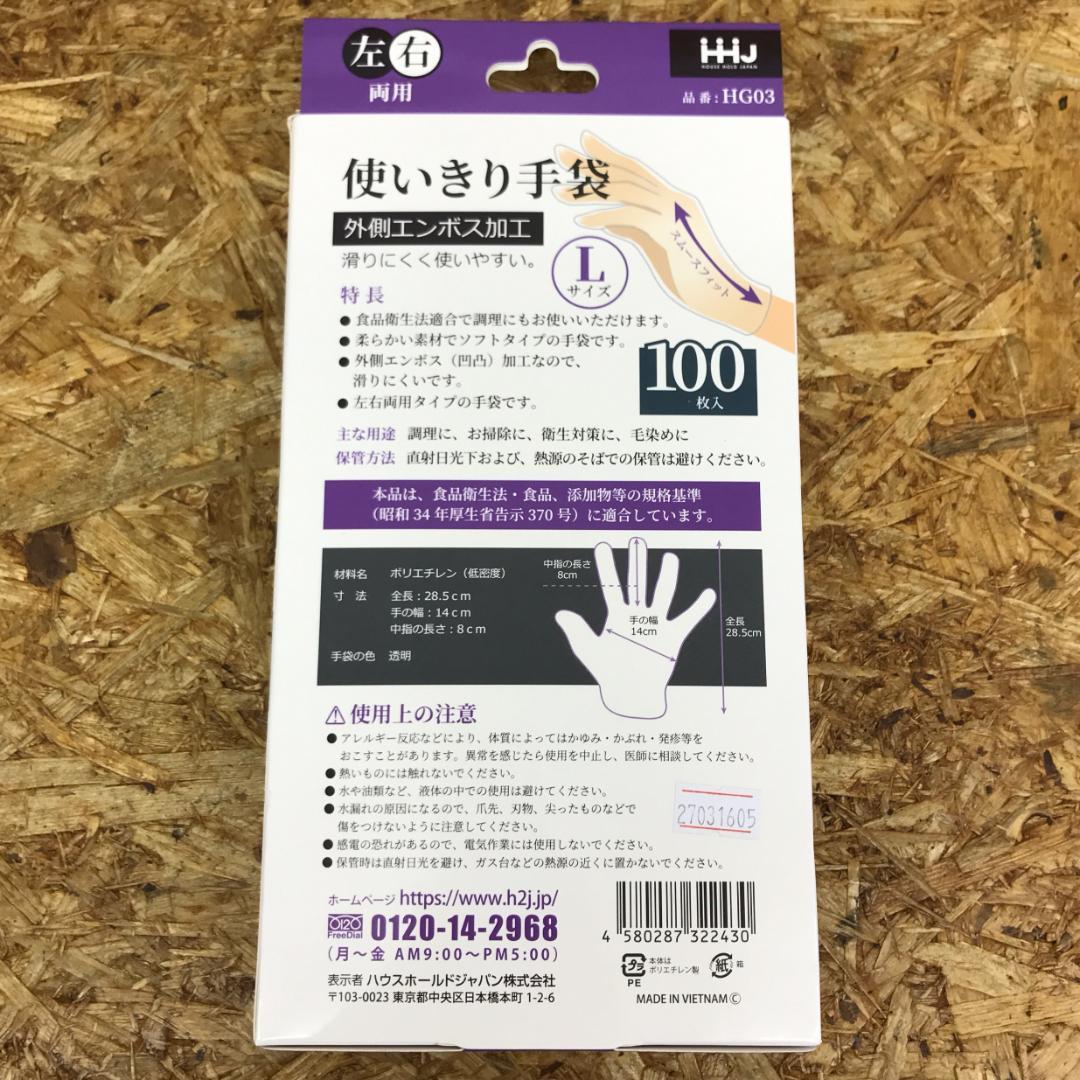 左右
両用
HHJ
HOUSE HOLD JAPAN
品番：HG03
使いきり手袋
外側エンボス加工
滑りにくく使いやすい。
L
サイズ
スムースフィット
特長
● 食品衛生法適合で調理にもお使いいただけます。
● 柔らかい素材でソフトタイプの手袋です。
● 外側エンボス（凹凸）加工なので、
滑りにくいです。
● 左右両用タイプの手袋です。
100
枚入
主な用途 調理に、お掃除に、衛生対策に、毛染めに
保管方法 直射日光下および、熱源のそばでの保管は避けください。
本品は、食品衛生法・食品、添加物等の規格基準
（昭和34年厚生省告示370号）に適合しています。
材料名 ポリエチレン（低密度）
寸 法 全長：28.5cm
手の幅：14cm
中指の長さ：8cm
手袋の色 透明
中指の長さ
8cm
手の幅
14cm
全長
28.5cm
⚠使用上の注意
● アレルギー反応などにより、体質によってはかゆみ・かぶれ・発疹等を
おこすことがあります。異常を感じたら使用を中止し、医師に相談してください。
● 熱いものには触れないでください。
● 水や油類など、液体の中での使用は避けてください。
● 水漏れの原因になるので、爪先、刃物、尖ったものなどで
傷をつけないように注意してください。
● 感電の恐れがあるので、電気作業には使用しないでください。
● 保管時は直射日光を避け、ガス台などの熱源の近くに置かないでください。
27031605
ホームページ https://www.h2j.jp/
0120
FreeDial
0120-14-2968
(月～金 AM9:00～PM5:00)
表示者 ハウスホールドジャパン株式会社
〒103-0023 東京都中央区日本橋本町 1-2-6
4 580287 322430
プラ
PE
本体は
ポリエチレン製
紙
箱
MADE IN VIETNAM Ⓒ